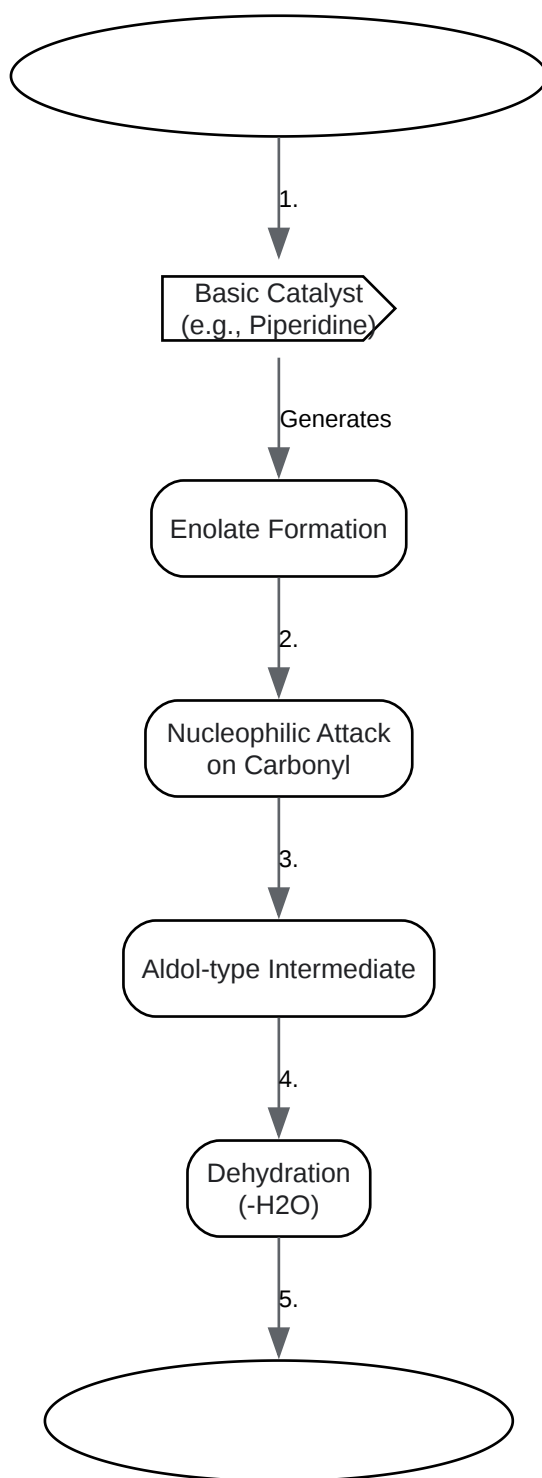 1.
Basic Catalyst
(e.g., Piperidine)
Generates
Enolate Formation
2.
Nucleophilic Attack
on Carbonyl
3.
Aldol-type Intermediate
4.
Dehydration
(-H2O)
5.